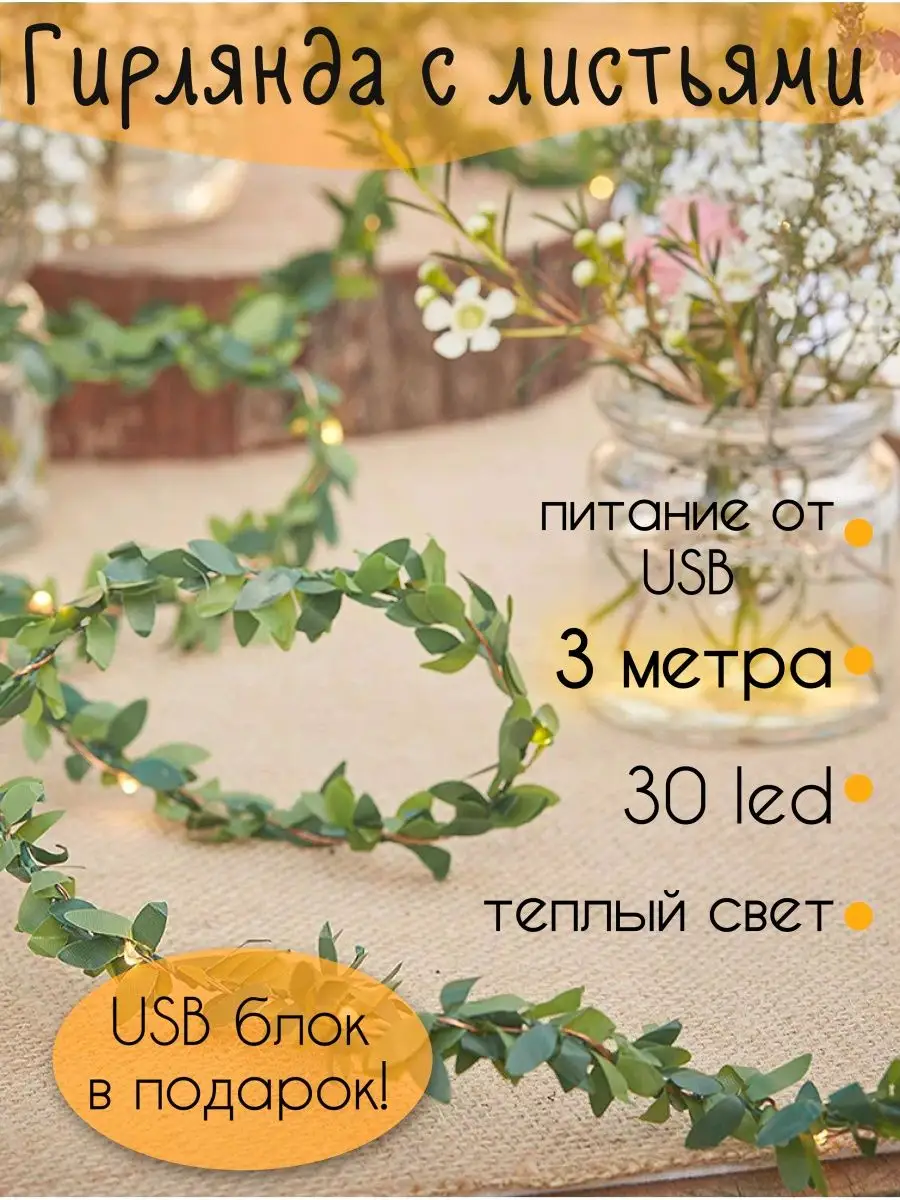 Гирлянда с листьями
питание от
USB
3 метра
30 led
теплый свет
USB блок
в подарок!